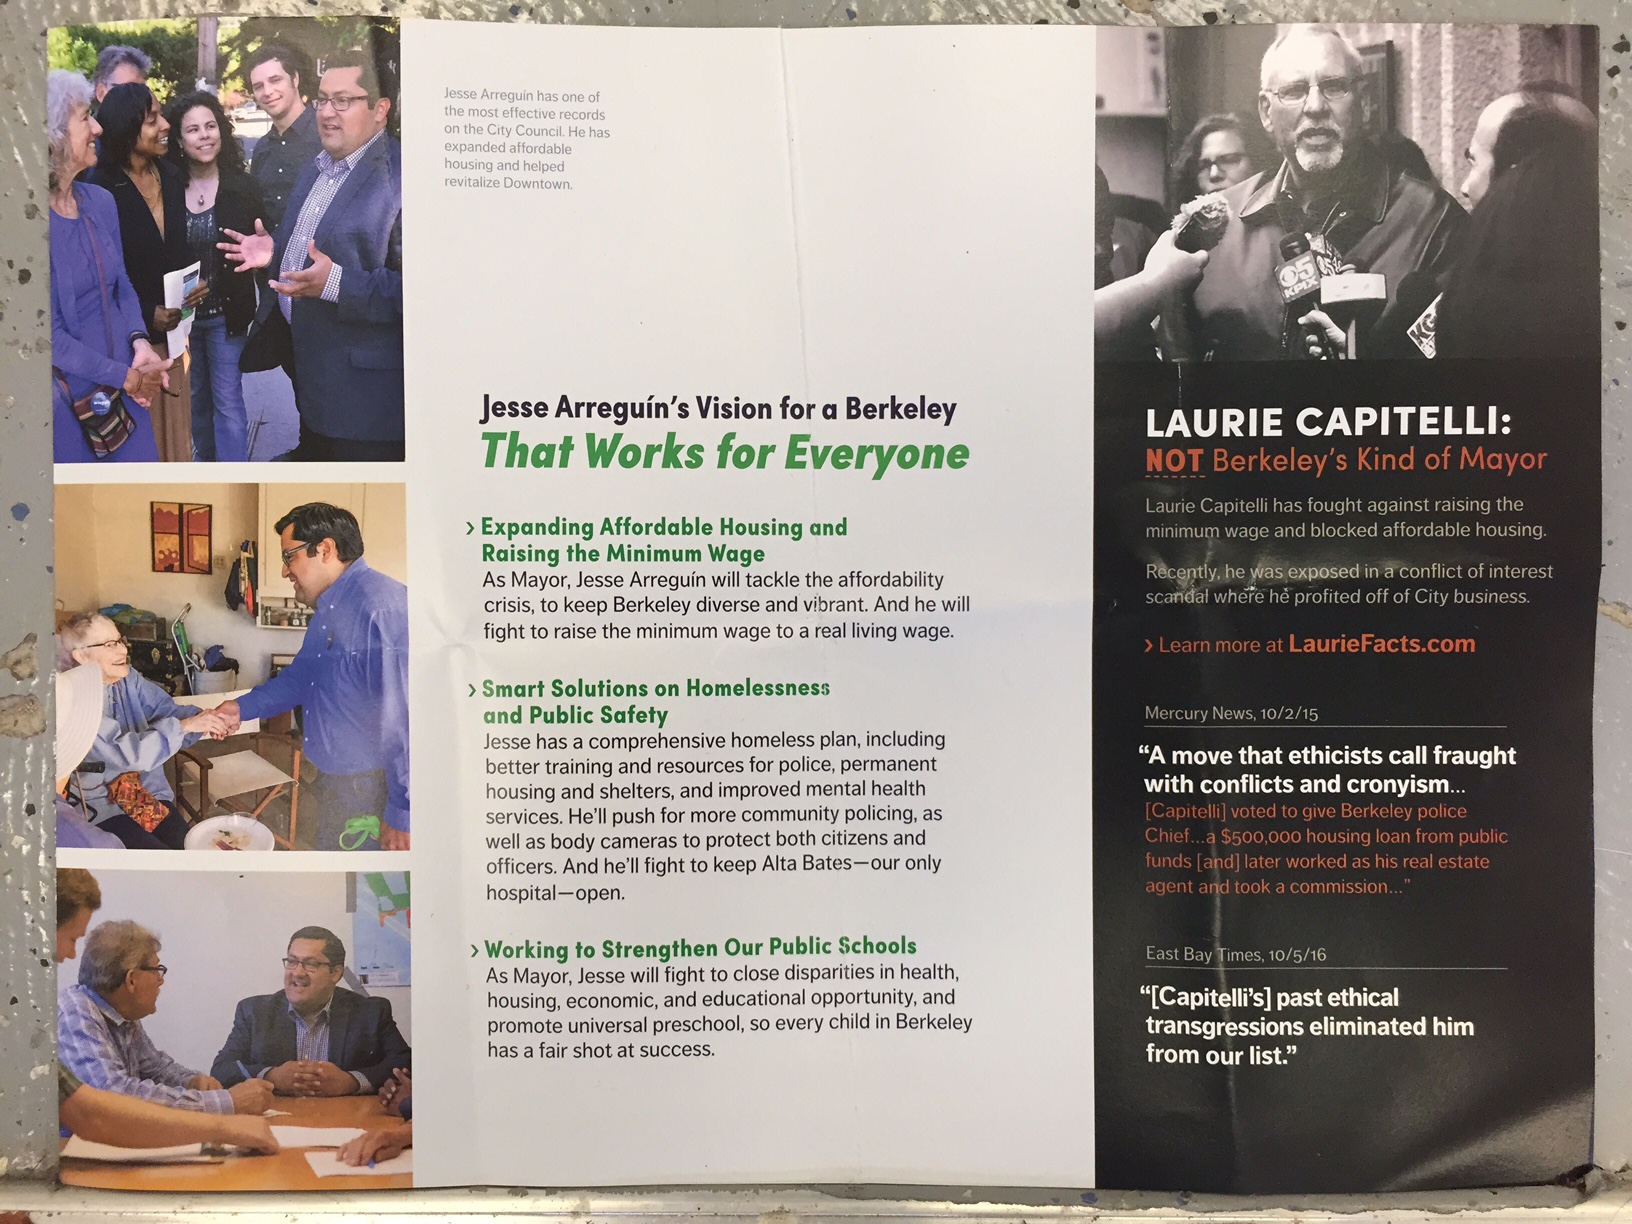 Jesse Arreguín has one of
the most effective records
on the City Council. He has
expanded affordable
housing and helped
revitalize Downtown.
Jesse Arreguín's Vision for a Berkeley
That Works for Everyone
› Expanding Affordable Housing and
Raising the Minimum Wage
As Mayor, Jesse Arreguín will tackle the affordability
crisis, to keep Berkeley diverse and vibrant. And he will
fight to raise the minimum wage to a real living wage.
› Smart Solutions on Homelessness
and Public Safety
Jesse has a comprehensive homeless plan, including
better training and resources for police, permanent
housing and shelters, and improved mental health
services. He'll push for more community policing, as
well as body cameras to protect both citizens and
officers. And he'll fight to keep Alta Bates—our only
hospital—open.
› Working to Strengthen Our Public Schools
As Mayor, Jesse will fight to close disparities in health,
housing, economic, and educational opportunity, and
promote universal preschool, so every child in Berkeley
has a fair shot at success.
5
KPIX
LAURIE CAPITELLI:
NOT Berkeley's Kind of Mayor
Laurie Capitelli has fought against raising the
minimum wage and blocked affordable housing.
Recently, he was exposed in a conflict of interest
scandal where he profited off of City business.
› Learn more at LaurieFacts.com
Mercury News, 10/2/15
“A move that ethicists call fraught
with conflicts and cronyism...
[Capitelli] voted to give Berkeley police
Chief...a $500,000 housing loan from public
funds [and] later worked as his real estate
agent and took a commission...”
East Bay Times, 10/5/16
“[Capitelli's] past ethical
transgressions eliminated him
from our list.”